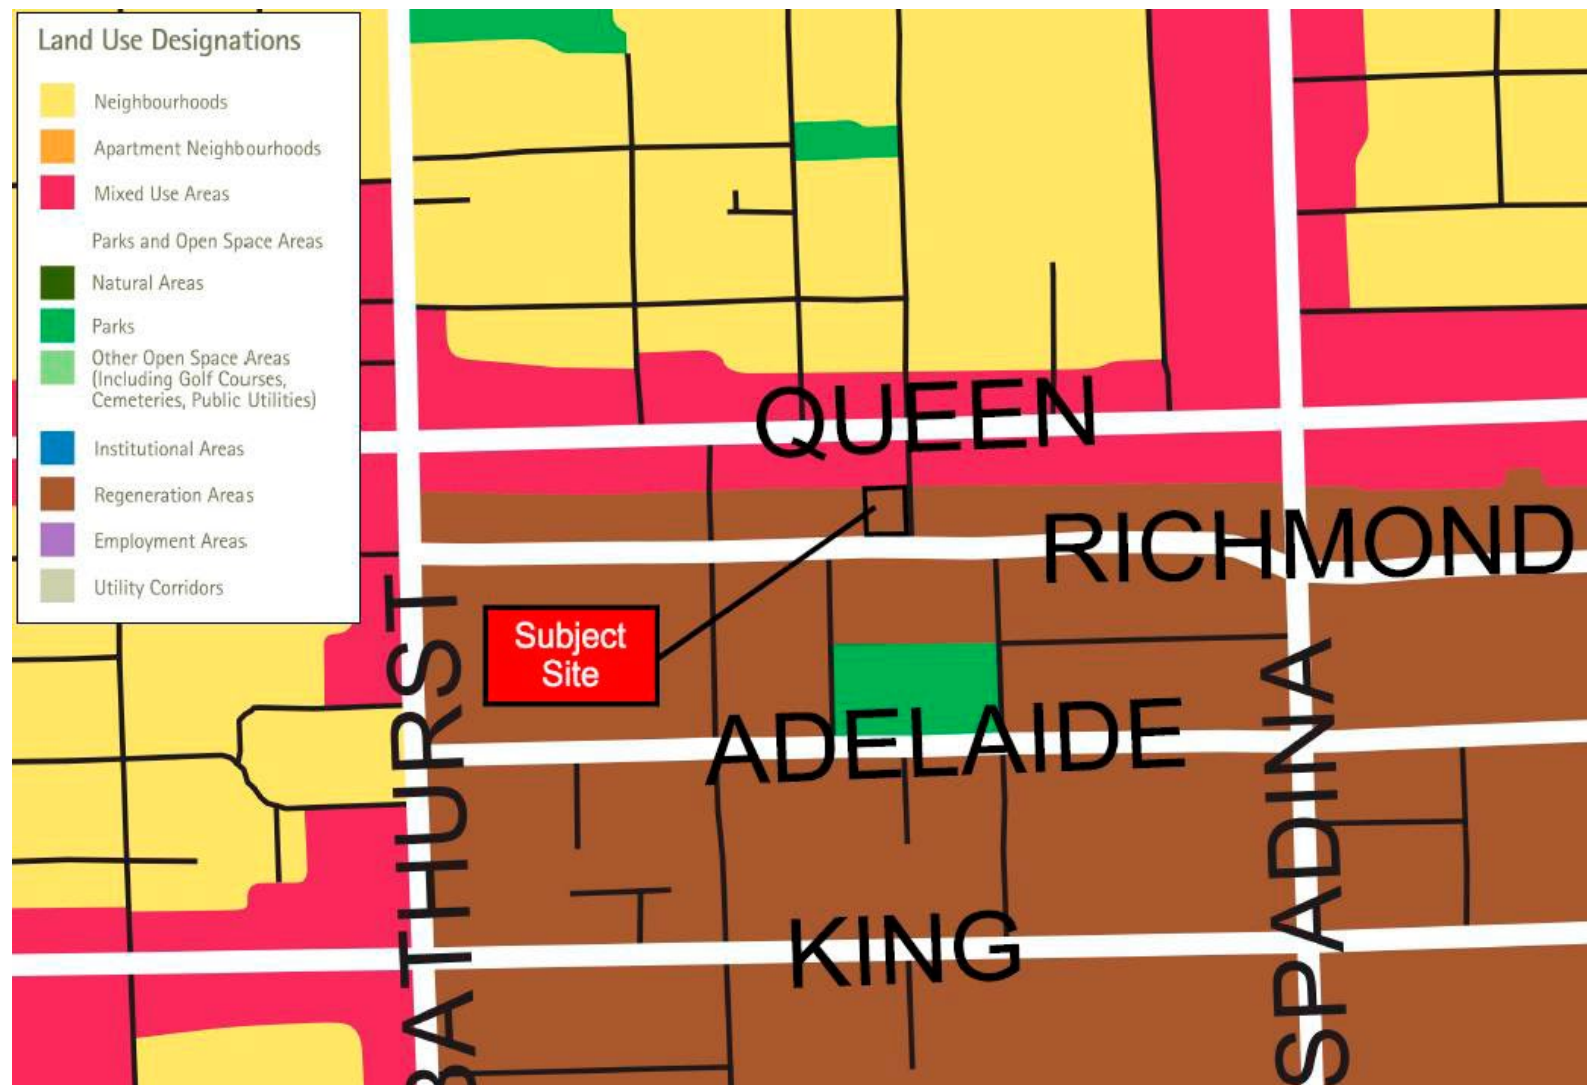 Land Use Designations
Neighbourhoods
Apartment Neighbourhoods
Mixed Use Areas
Parks and Open Space Areas
Natural Areas
Parks
Other Open Space Areas
(Including Golf Courses,
Cemeteries, Public Utilities)
Institutional Areas
Regeneration Areas
Employment Areas
Utility Corridors
QUEEN
RICHMOND
Subject
Site
ADELAIDE
KING
BATHURST
SPADINA